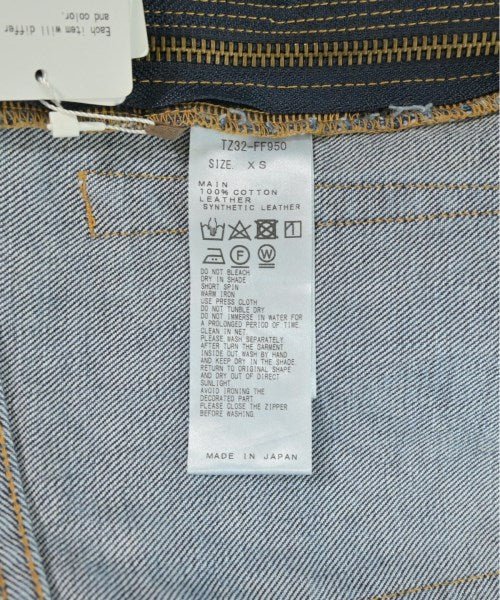 Each item will differ
and color.
TZ32-FF950
SIZE. XS
MAIN
100% COTTON
LEATHER
SYNTHETIC LEATHER
F W
DO NOT BLEACH
DRY IN SHADE
SHORT SPIN
WARM IRON
USE PRESS CLOTH
DO NOT TUMBLE DRY
DO NOT IMMERSE IN WATER FOR
A PROLONGED PERIOD OF TIME
CLEAN IN NET
PLEASE WASH SEPARATELY
AFTER TURN THE GARMENT
INSIDE OUT WASH BY HAND
AND KEEP DRY IN THE SHADE
RETURN TO ORIGINAL SHAPE
AND DRY OUT OF DIRECT
SUNLIGHT
AVOID IRONING THE
DECORATED PART
PLEASE CLOSE THE ZIPPER
BEFORE WASHING
MADE IN JAPAN